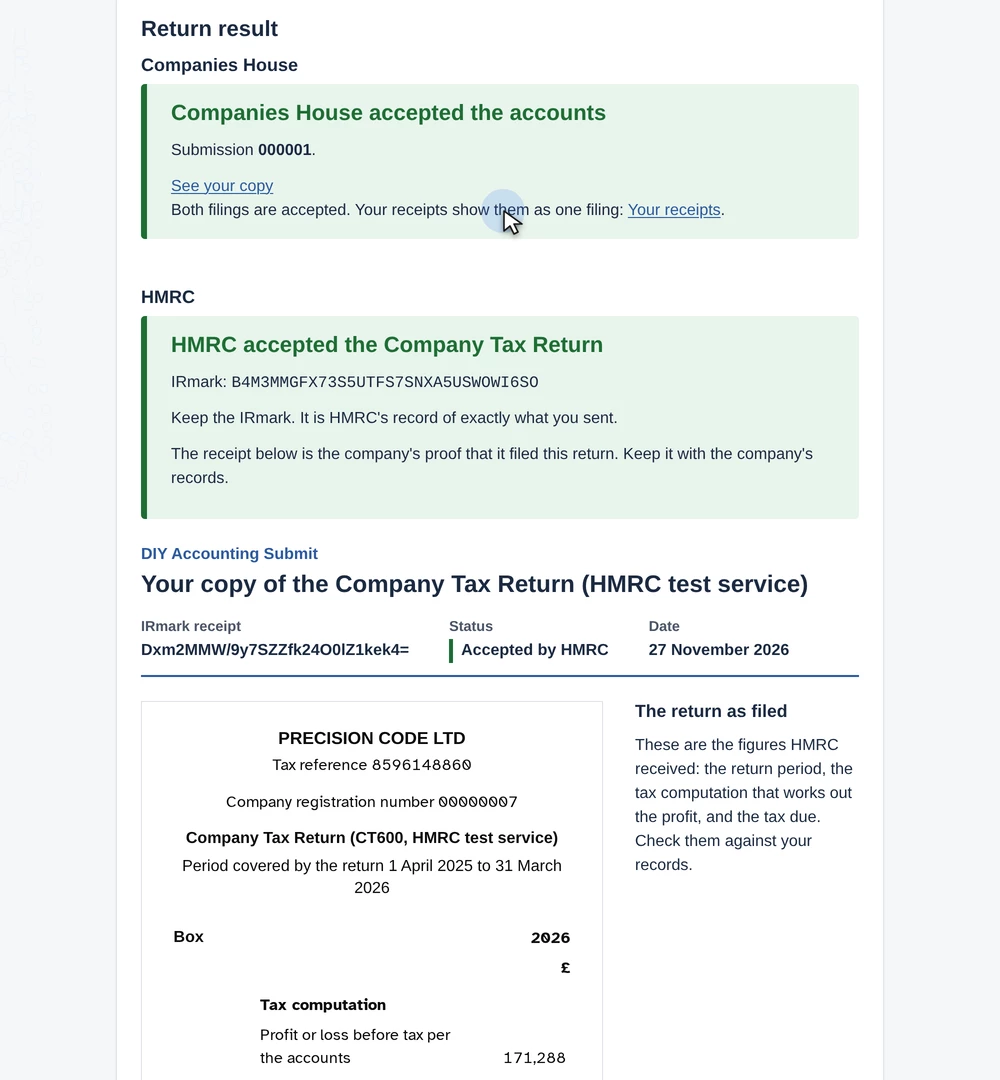 Return result
Companies House
Companies House accepted the accounts
Submission 000001.
See your copy
Both filings are accepted. Your receipts show them as one filing: Your receipts.
HMRC
HMRC accepted the Company Tax Return
IRmark: B4M3MMGFX73S5UTFS7SNXA5USWOWI6SO
Keep the IRmark. It is HMRC's record of exactly what you sent.
The receipt below is the company's proof that it filed this return. Keep it with the company's
records.
DIY Accounting Submit
Your copy of the Company Tax Return (HMRC test service)
IRmark receipt
Status
Date
Dxm2MMW/9y7SZZfk24O0lZ1kek4=
Accepted by HMRC
27 November 2026
PRECISION CODE LTD
Tax reference 8596148860
Company registration number 00000007
Company Tax Return (CT600, HMRC test service)
Period covered by the return 1 April 2025 to 31 March
2026
Box
2026
£
Tax computation
Profit or loss before tax per
the accounts
171,288
The return as filed
These are the figures HMRC
received: the return period, the
tax computation that works out
the profit, and the tax due.
Check them against your
records.